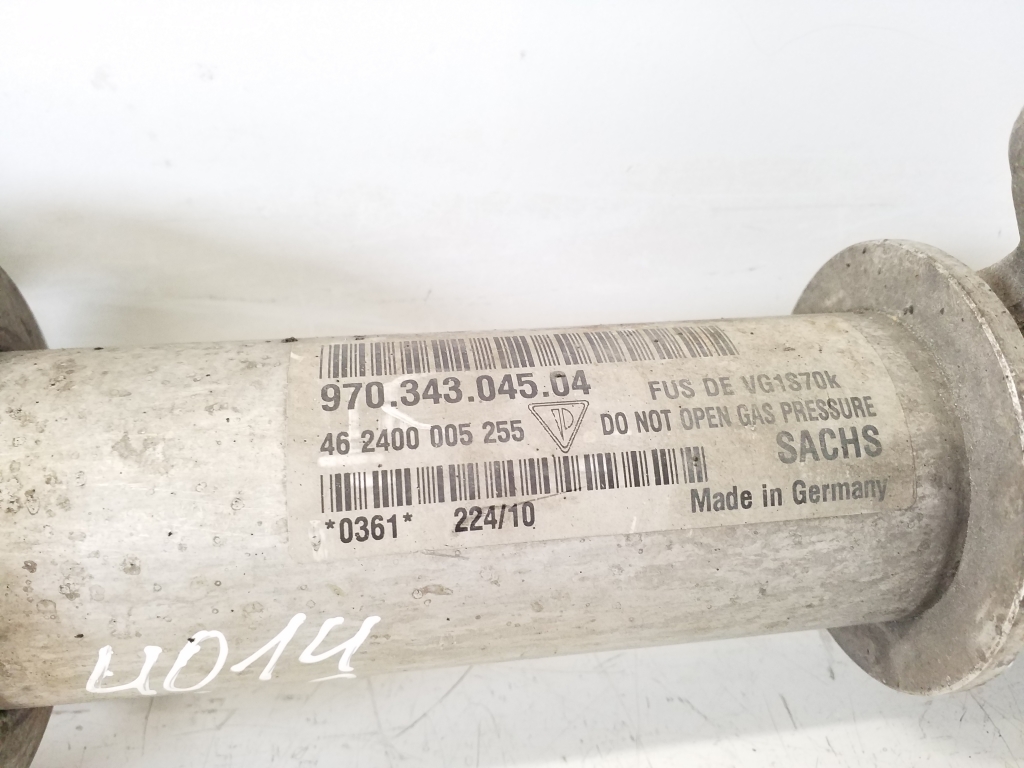 970.343.045.04 FUS DE VG1S70k
46 2400 005 255 DO NOT OPEN GAS PRESSURE
SACHS
Made in Germany
*0361* 224/10
4014